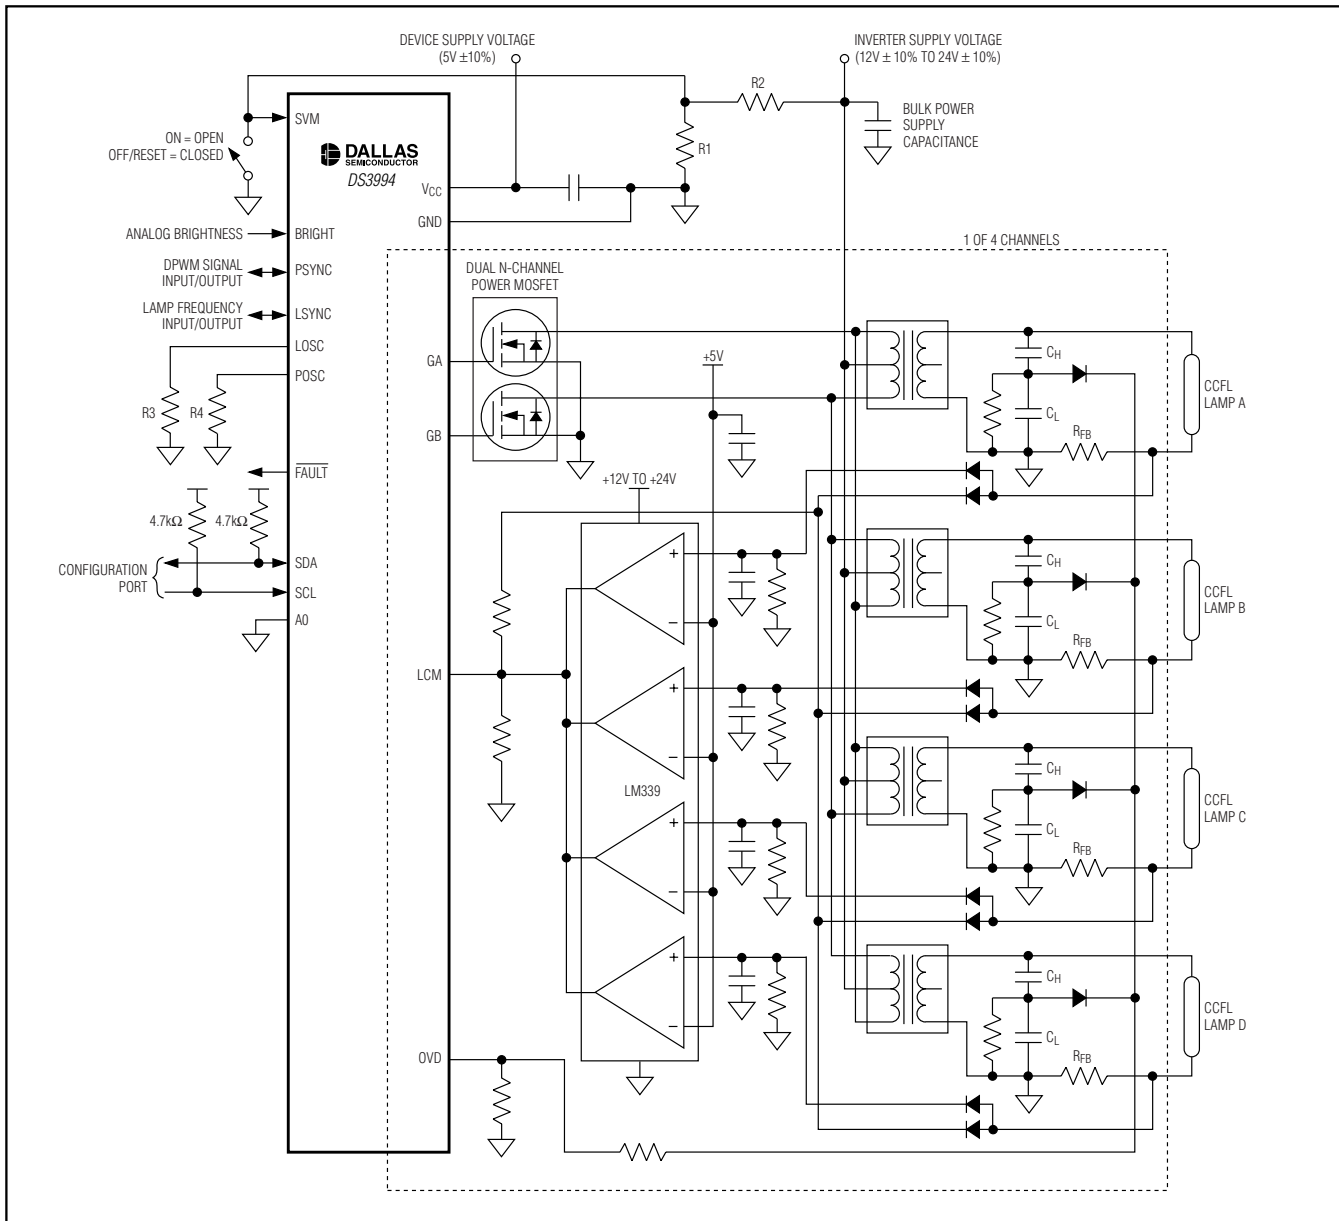 DEVICE SUPPLY VOLTAGE
(5V ±10%)
INVERTER SUPPLY VOLTAGE
(12V ± 10% TO 24V ± 10%)
R2
BULK POWER
SUPPLY
CAPACITANCE
R1
SVM
ON = OPEN
OFF/RESET = CLOSED
DALLAS
SEMICONDUCTOR
DS3994
VCC
GND
ANALOG BRIGHTNESS
BRIGHT
DPWM SIGNAL
INPUT/OUTPUT
PSYNC
LAMP FREQUENCY
INPUT/OUTPUT
LSYNC
LOSC
POSC
R3
R4
FAULT
4.7kΩ
4.7kΩ
CONFIGURATION
PORT
SDA
SCL
A0
1 OF 4 CHANNELS
DUAL N-CHANNEL
POWER MOSFET
GA
GB
+5V
+12V TO +24V
LCM
LM339
OVD
+
−
+
−
+
−
+
−
CH
CL
RFB
CCFL
LAMP A
CH
CL
RFB
CCFL
LAMP B
CH
CL
RFB
CCFL
LAMP C
CH
CL
RFB
CCFL
LAMP D